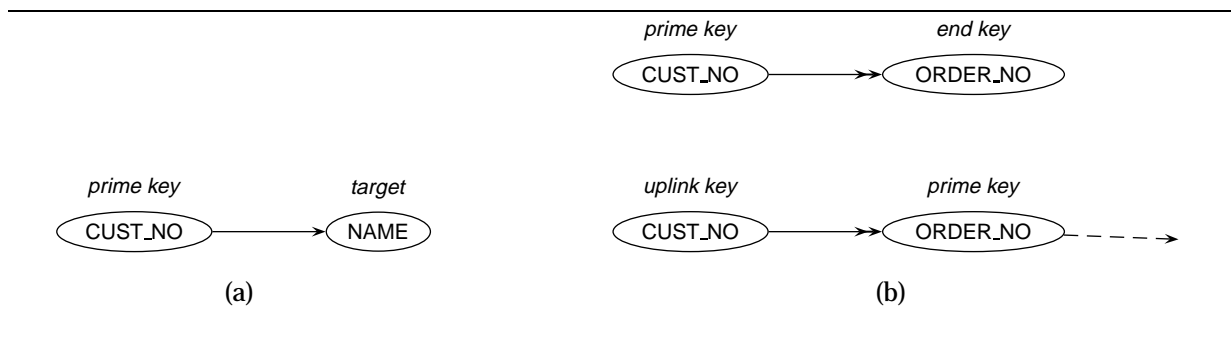 prime key end key
CUST_NO ORDER_NO
prime key target uplink key prime key
CUST_NO NAME CUST_NO ORDER_NO
(a) (b)